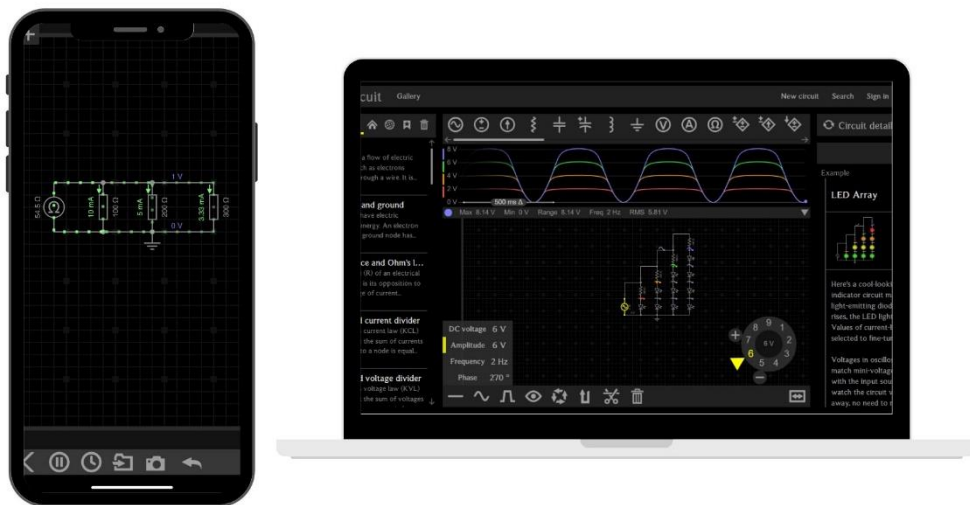 1 V
54.5 Ω
10 mA
100 Ω
5 mA
200 Ω
3.33 mA
300 Ω
0 V
cuit Gallery New circuit Search Sign in
Circuit detail
a flow of electric
ch as electrons
rough a wire. It is..
and ground
have electric
energy. An electron
ground node has..
ce and Ohm's l...
(R) of an electrical
is its opposition to
e of current..
d current divider
current law (KCL)
the sum of currents
to a node is equal..
d voltage divider
voltage law (KVL)
the sum of voltages
8 V
6 V
4 V
2 V
0 V
500 ms Δ
Max 8.14 V Min 0 V Range 8.14 V Freq 2 Hz RMS 5.81 V
DC voltage 6 V
Amplitude 6 V
Frequency 2 Hz
Phase 270 °
9
1
2
3
4
5
6
7
8
6 V
Example
LED Array
Here's a cool-looki
indicator circuit m
light-emitting diod
rises, the LED light
Values of current-l
selected to fine-tu
Voltages in oscillo
match mini-voltage
with the input sou
watch the circuit
away, no need to